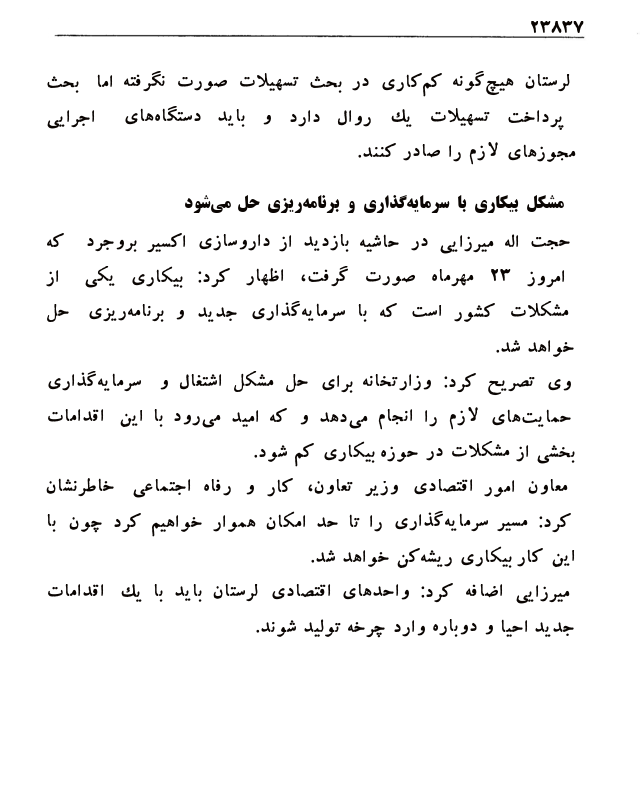 ۲۳۸۳۷
لرستان هیچ‌گونه کم‌کاری در بحث تسهیلات صورت نگرفته اما بحث
پرداخت تسهیلات یك روال دارد و باید دستگاه‌های اجرایی
مجوزهای لازم را صادر کنند.
مشکل بیکاری با سرمایه‌گذاری و برنامه‌ریزی حل می‌شود
حجت اله میرزایی در حاشیه بازدید از داروسازی اکسیر بروجرد که
امروز ۲۳ مهرماه صورت گرفت، اظهار کرد: بیکاری یکی از
مشکلات کشور است که با سرمایه‌گذاری جدید و برنامه‌ریزی حل
خواهد شد.
وی تصریح کرد: وزارتخانه برای حل مشکل اشتغال و سرمایه‌گذاری
حمایت‌های لازم را انجام می‌دهد و که امید می‌رود با این اقدامات
بخشی از مشکلات در حوزه بیکاری کم شود.
معاون امور اقتصادی وزیر تعاون، کار و رفاه اجتماعی خاطرنشان
کرد: مسیر سرمایه‌گذاری را تا حد امکان هموار خواهیم کرد چون با
این کار بیکاری ریشه‌کن خواهد شد.
میرزایی اضافه کرد: واحدهای اقتصادی لرستان باید با یك اقدامات
جدید احیا و دوباره وارد چرخه تولید شوند.